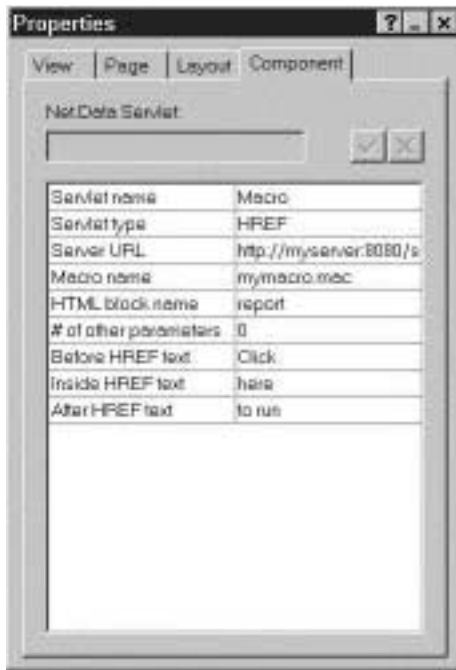 Properties ? _ x
View Page Layout Component
Net.Data Servlet:
Servlet name Macro
Servlet type HREF
Server URL http://myserver:8080/s
Macro name mymacro.mac
HTML block name report
# of other parameters 0
Before HREF text Click
Inside HREF text here
After HREF text to run